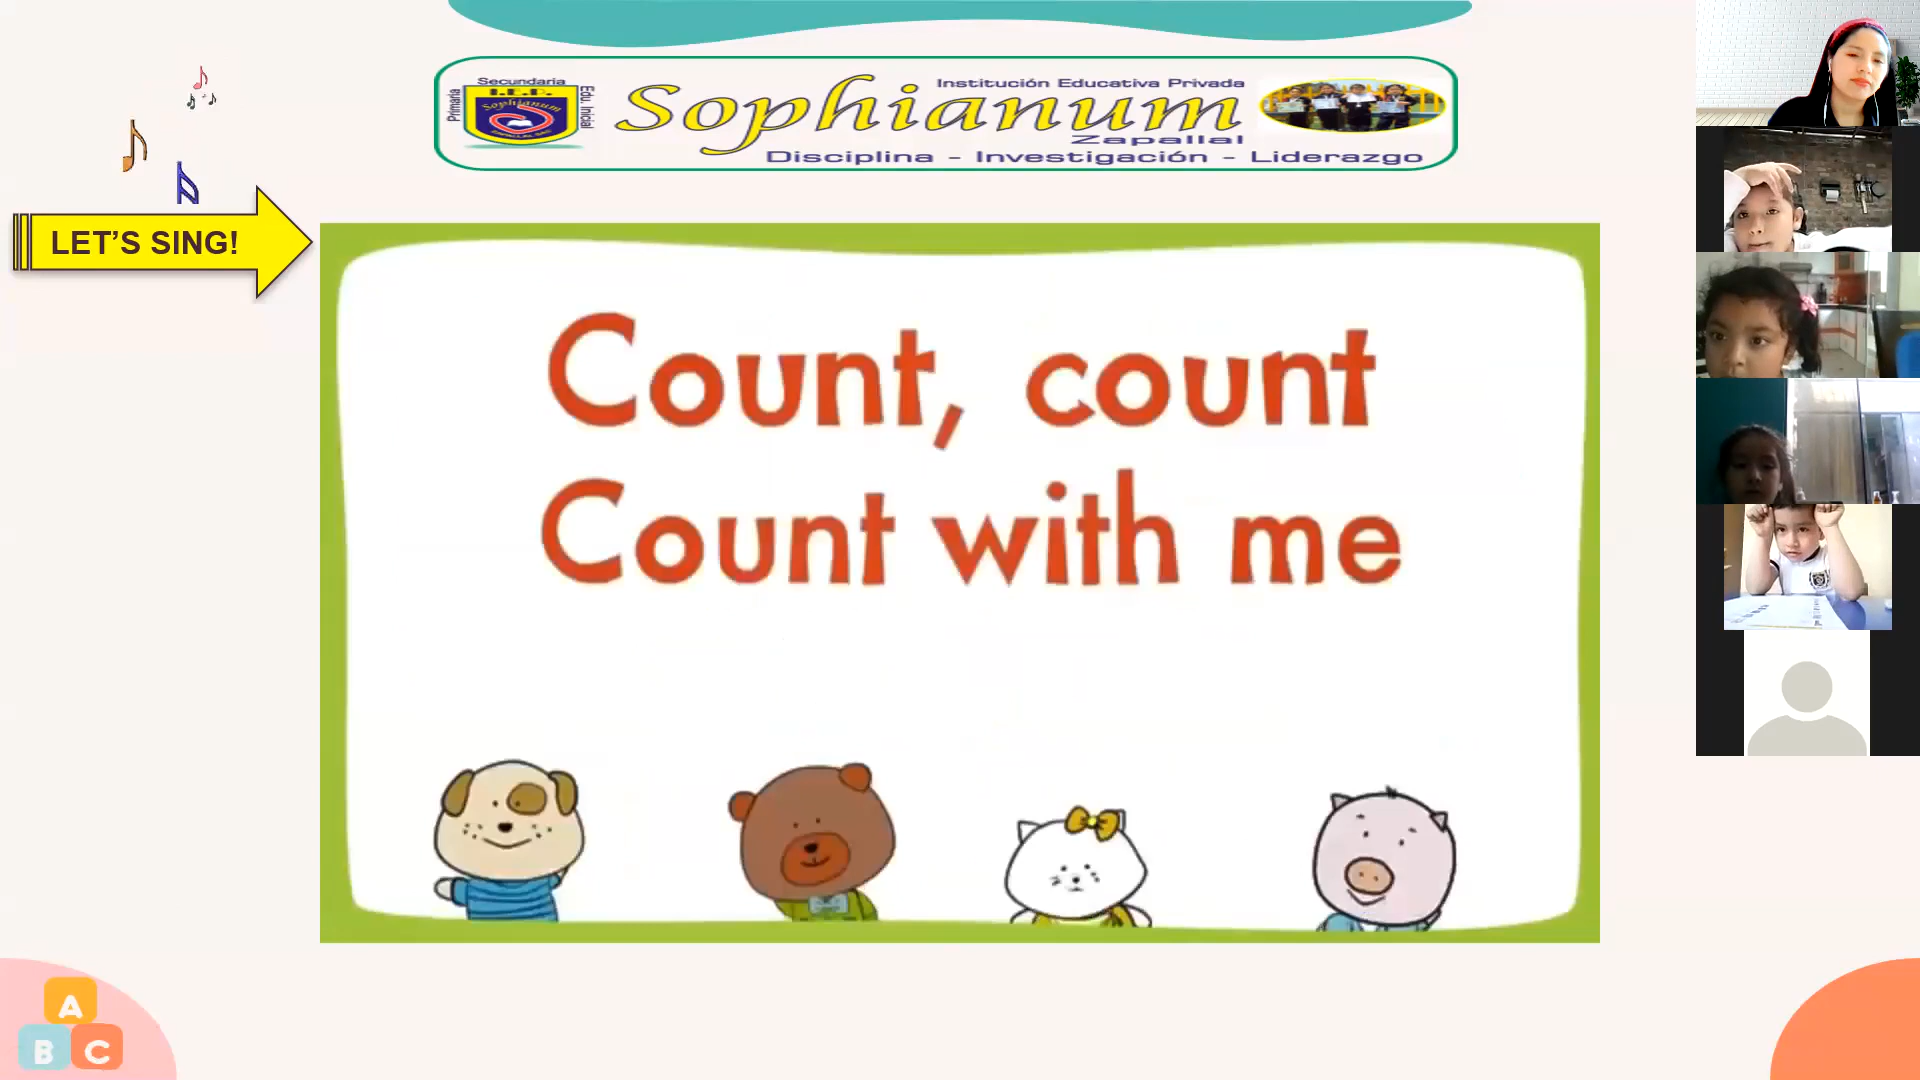 Secundaria
Primaria
I.E.P.
Sophianum
Edu. Inicial
Institución Educativa Privada
Sophianum
Zapallal
Disciplina - Investigación - Liderazgo
LET'S SING!
Count, count
Count with me
A
B C